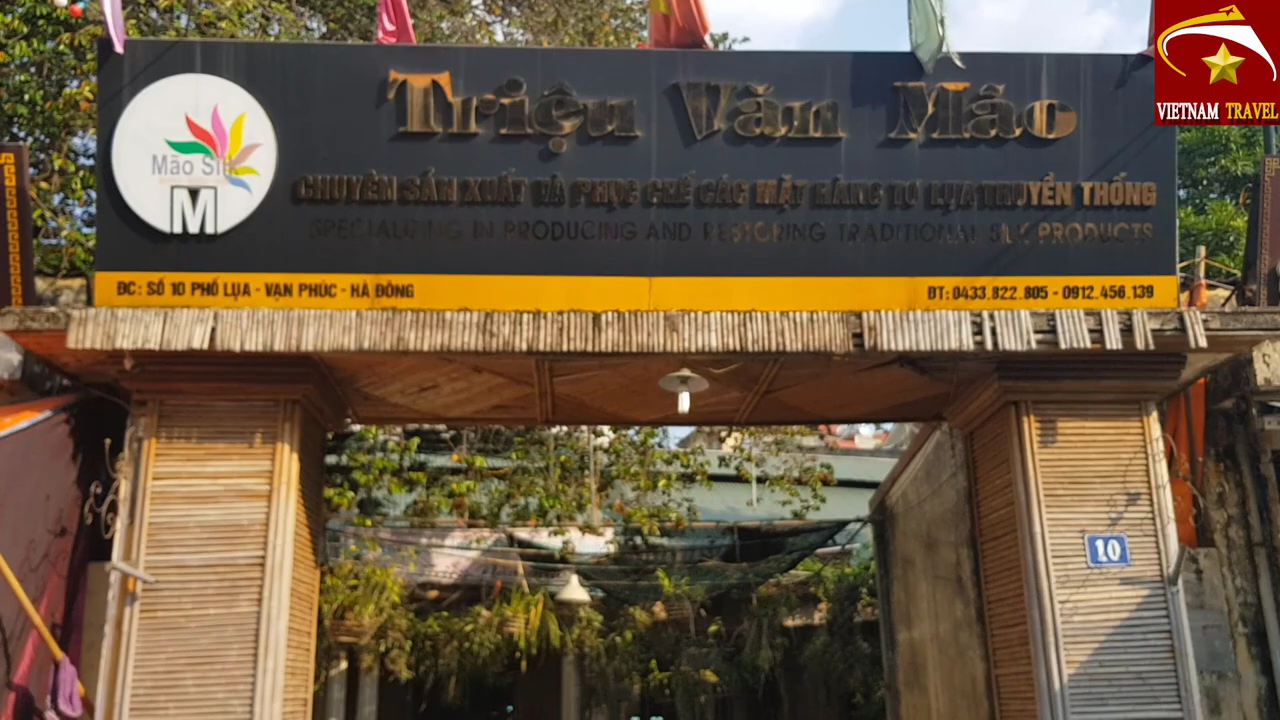 Triệu Văn Mão
Mão Silk
M
CHUYÊN SẢN XUẤT VÀ PHỤC CHẾ CÁC MẶT HÀNG TƠ LỤA TRUYỀN THỐNG
SPECIALIZING IN PRODUCING AND RESTORING TRADITIONAL SILK PRODUCTS
ĐC: SỐ 10 PHỐ LỤA - VẠN PHÚC - HÀ ĐÔNG
ĐT: 0433.822.805 - 0912.456.139
10
VIETNAM TRAVEL